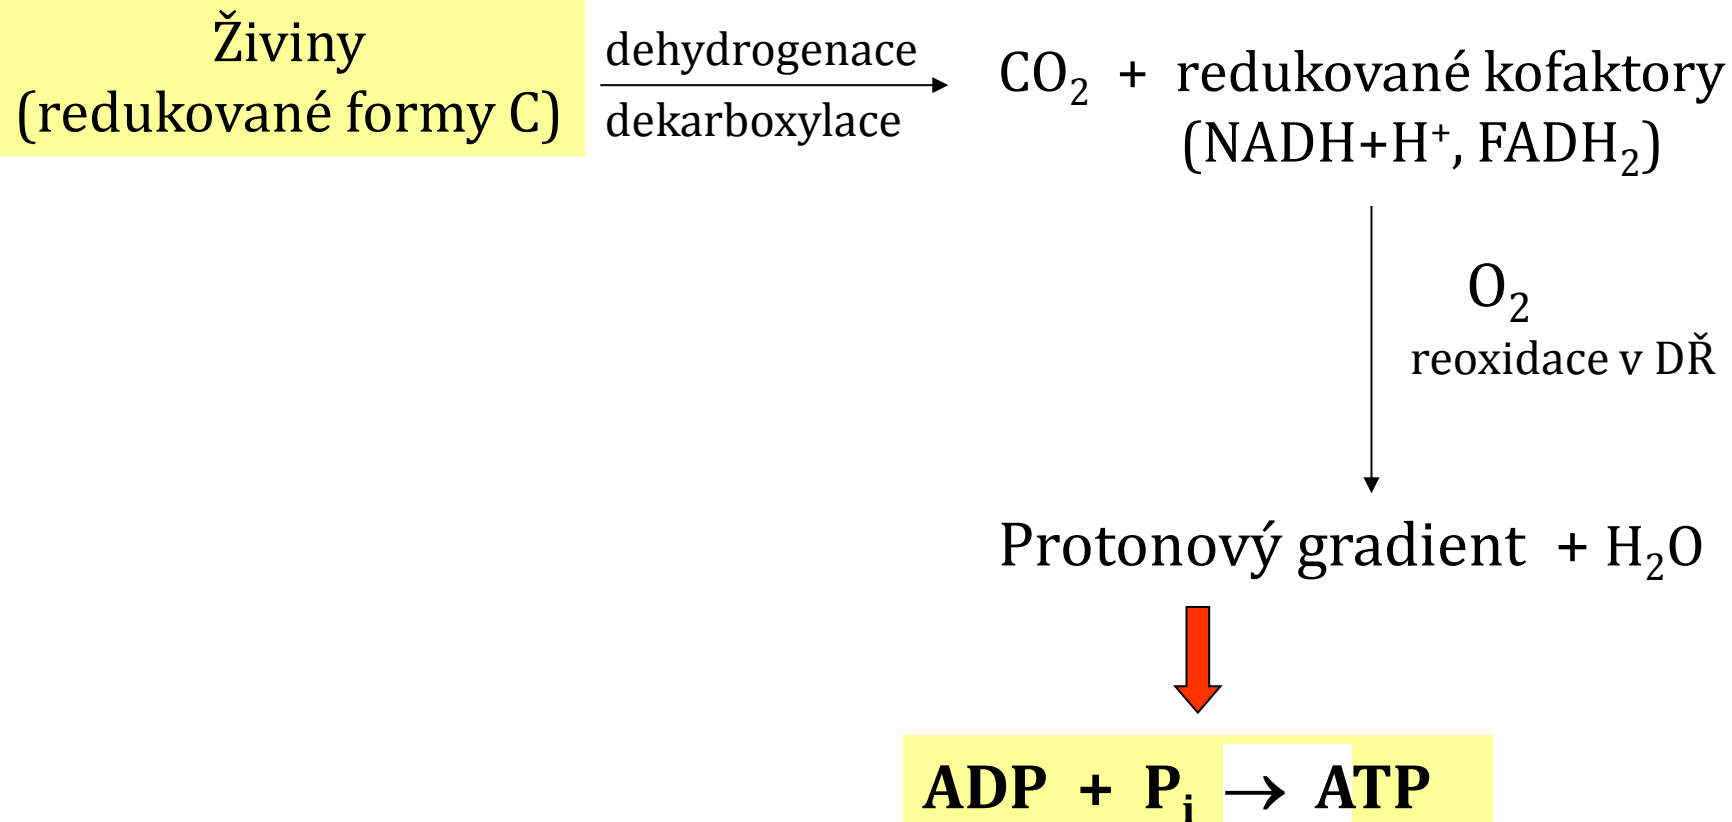 Živiny
(redukované formy C)
dehydrogenace
dekarboxylace
CO₂ + redukované kofaktory
(NADH+H⁺, FADH₂)
O₂
reoxidace v DŘ
Protonový gradient + H₂O
ADP + Pᵢ → ATP